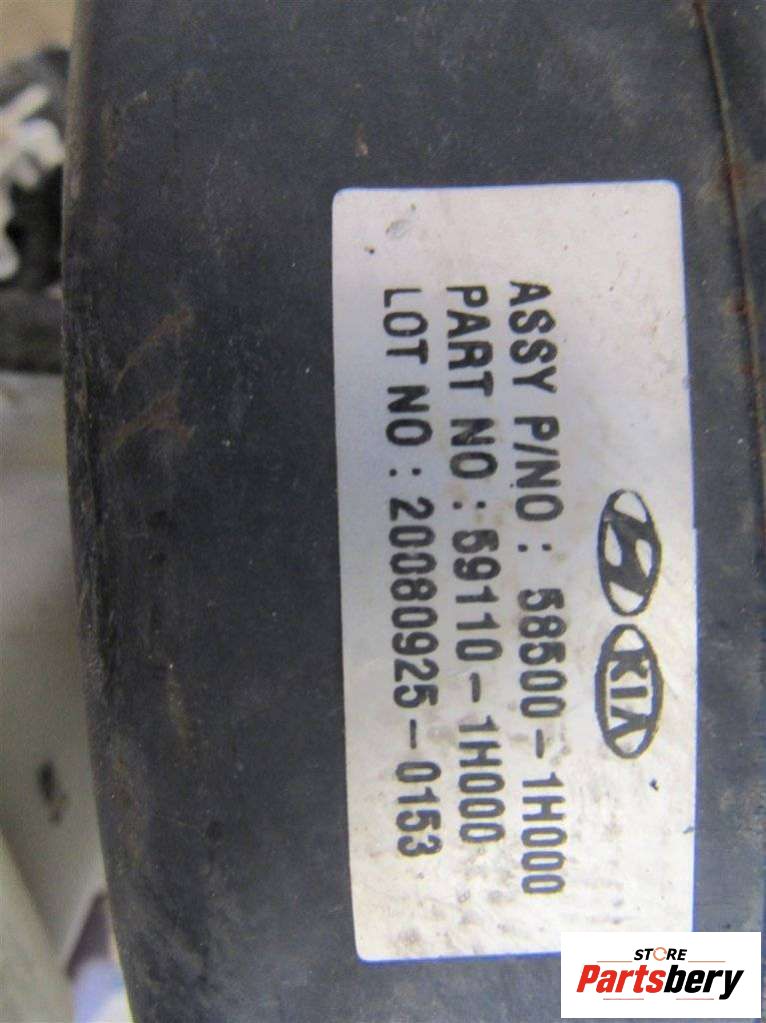 KIA
ASSY P/NO : 58500-1H000
PART NO : 59110-1H000
LOT NO : 20080925-0153
STORE
Partsbery